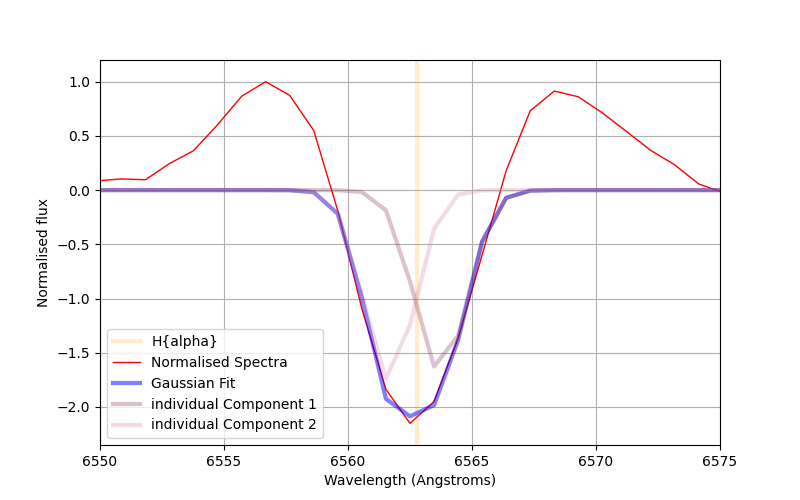 1.0
0.5
0.0
−0.5
−1.0
−1.5
−2.0
Normalised flux
H{alpha}
Normalised Spectra
Gaussian Fit
individual Component 1
individual Component 2
6550 6555 6560 6565 6570 6575
Wavelength (Angstroms)